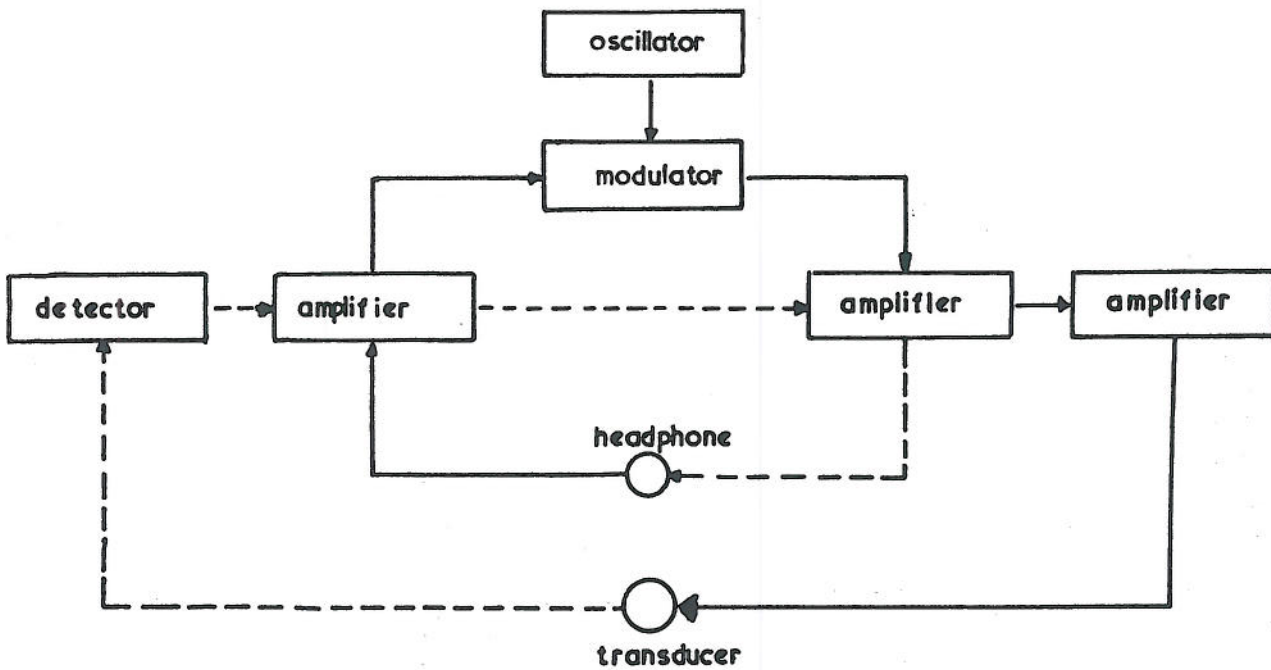 oscillator
modulator
detector
amplifier
amplifier
amplifier
headphone
transducer